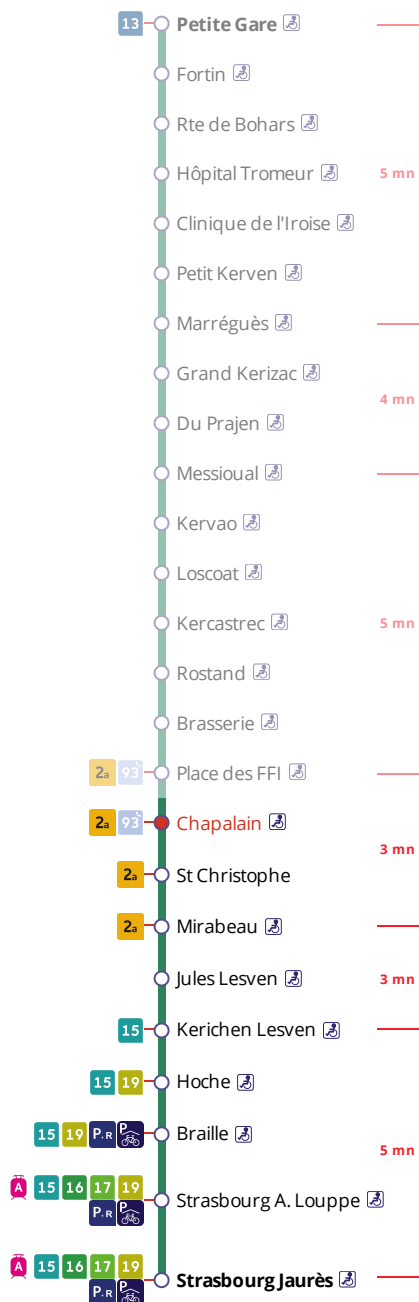 13 Petite Gare
Fortin
Rte de Bohars
Hôpital Tromeur 5 mn
Clinique de l'Iroise
Petit Kerven
Marréguès
Grand Kerizac
4 mn
Du Prajen
Messioual
Kervao
Loscoat
Kercastrec 5 mn
Rostand
Brasserie
2a 93 Place des FFI
2a 93 Chapalain
3 mn
2a St Christophe
2a Mirabeau
Jules Lesven 3 mn
15 Kerichen Lesven
15 19 Hoche
15 19 P+R P Braille
5 mn
A 15 16 17 19
Strasbourg A. Louppe
P+R P
A 15 16 17 19
Strasbourg Jaurès
P+R P